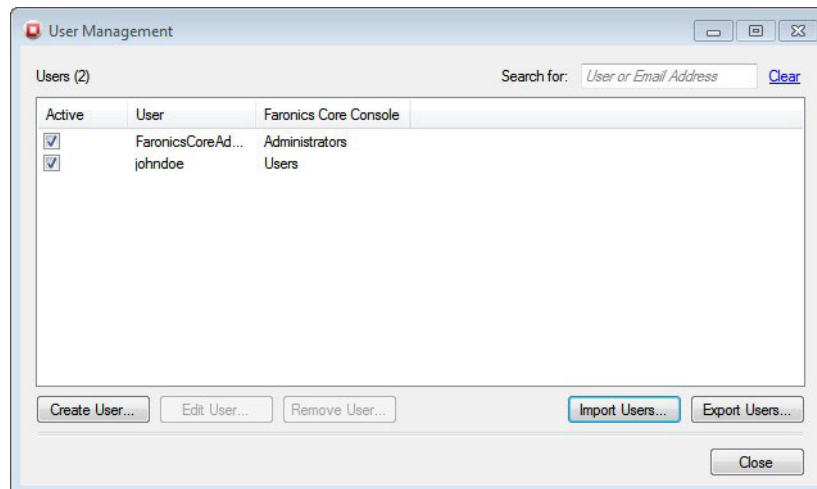 User Management
Users (2) Search for: User or Email Address Clear
Active User Faronics Core Console
FaronicsCoreAd... Administrators
johndoe Users
Create User... Edit User... Remove User... Import Users... Export Users...
Close